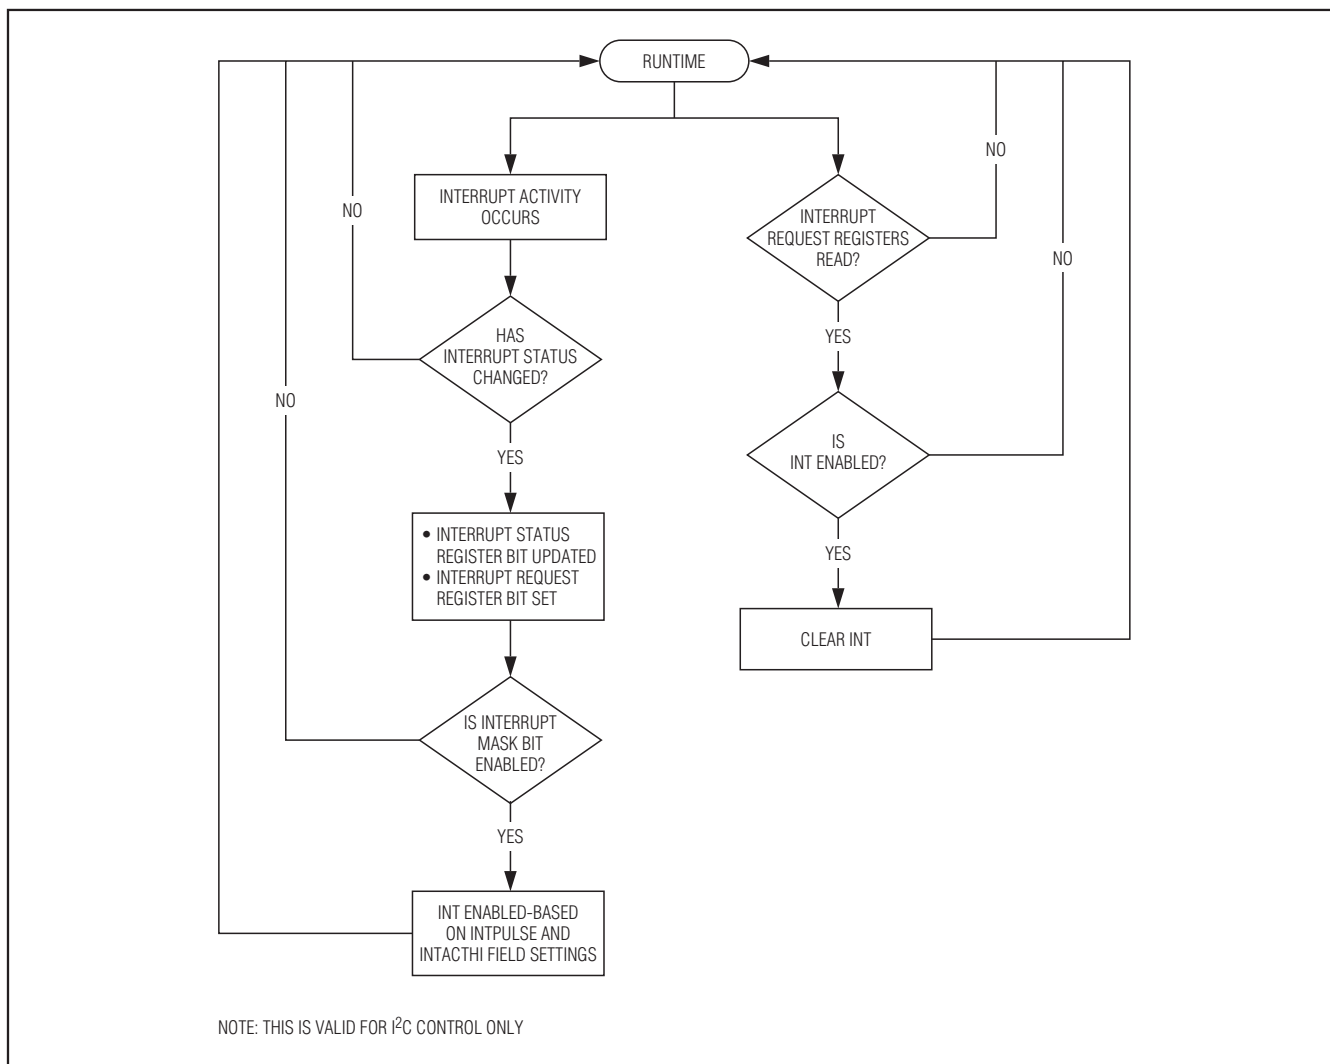 RUNTIME
INTERRUPT ACTIVITY
OCCURS
NO
HAS
INTERRUPT STATUS
CHANGED?
NO
YES
• INTERRUPT STATUS
REGISTER BIT UPDATED
• INTERRUPT REQUEST
REGISTER BIT SET
IS INTERRUPT
MASK BIT
ENABLED?
YES
INT ENABLED-BASED
ON INTPULSE AND
INTACTHI FIELD SETTINGS
INTERRUPT
REQUEST REGISTERS
READ?
NO
YES
NO
IS
INT ENABLED?
YES
CLEAR INT
NOTE: THIS IS VALID FOR I²C CONTROL ONLY